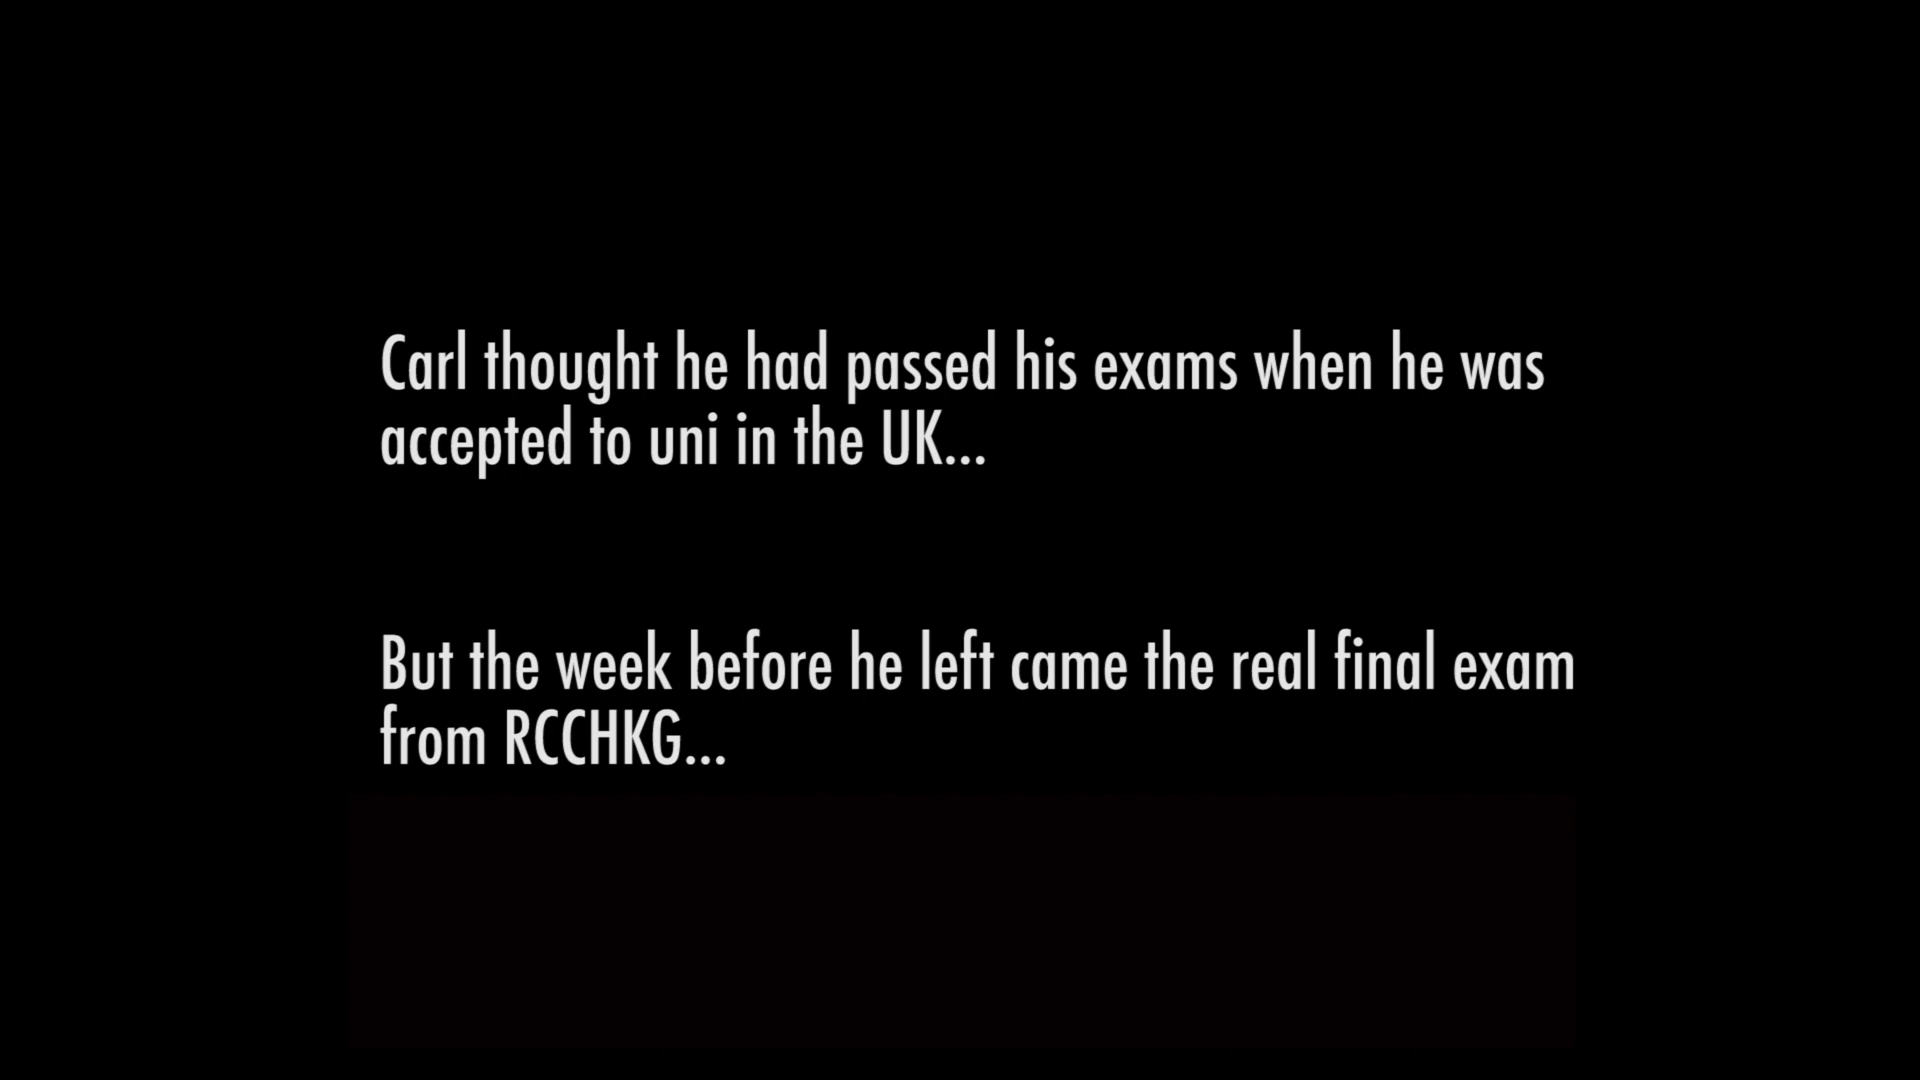 Carl thought he had passed his exams when he was
accepted to uni in the UK...
But the week before he left came the real final exam
from RCCHKG...